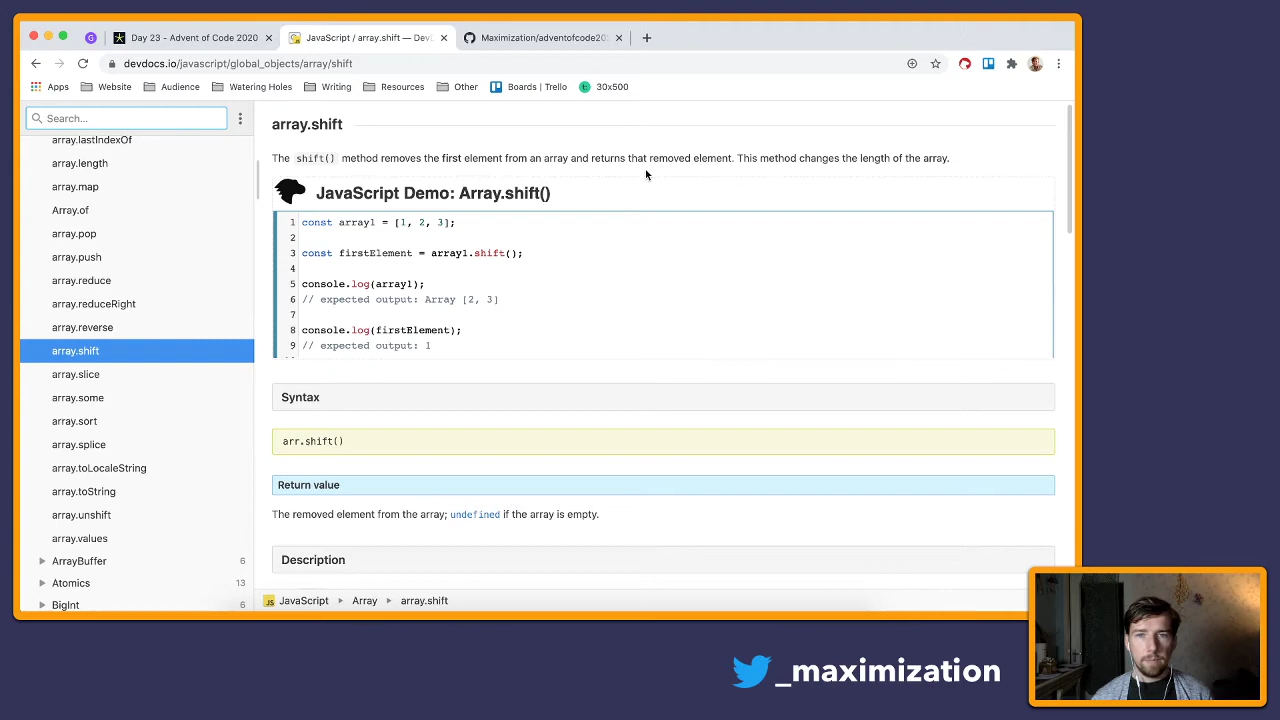 Day 23 - Advent of Code 2020
JavaScript / array.shift — DevD
Maximization/adventofcode20
devdocs.io/javascript/global_objects/array/shift
Apps Website Audience Watering Holes Writing Resources Other Boards | Trello 30x500
Search...
array.lastIndexOf
array.length
array.map
Array.of
array.pop
array.push
array.reduce
array.reduceRight
array.reverse
array.shift
array.slice
array.some
array.sort
array.splice
array.toLocaleString
array.toString
array.unshift
array.values
ArrayBuffer 6
Atomics 13
BigInt 6
array.shift
The shift() method removes the first element from an array and returns that removed element. This method changes the length of the array.
JavaScript Demo: Array.shift()
1 const array1 = [1, 2, 3];
2
3 const firstElement = array1.shift();
4
5 console.log(array1);
6 // expected output: Array [2, 3]
7
8 console.log(firstElement);
9 // expected output: 1
Syntax
arr.shift()
Return value
The removed element from the array; undefined if the array is empty.
Description
JS JavaScript Array array.shift
_maximization